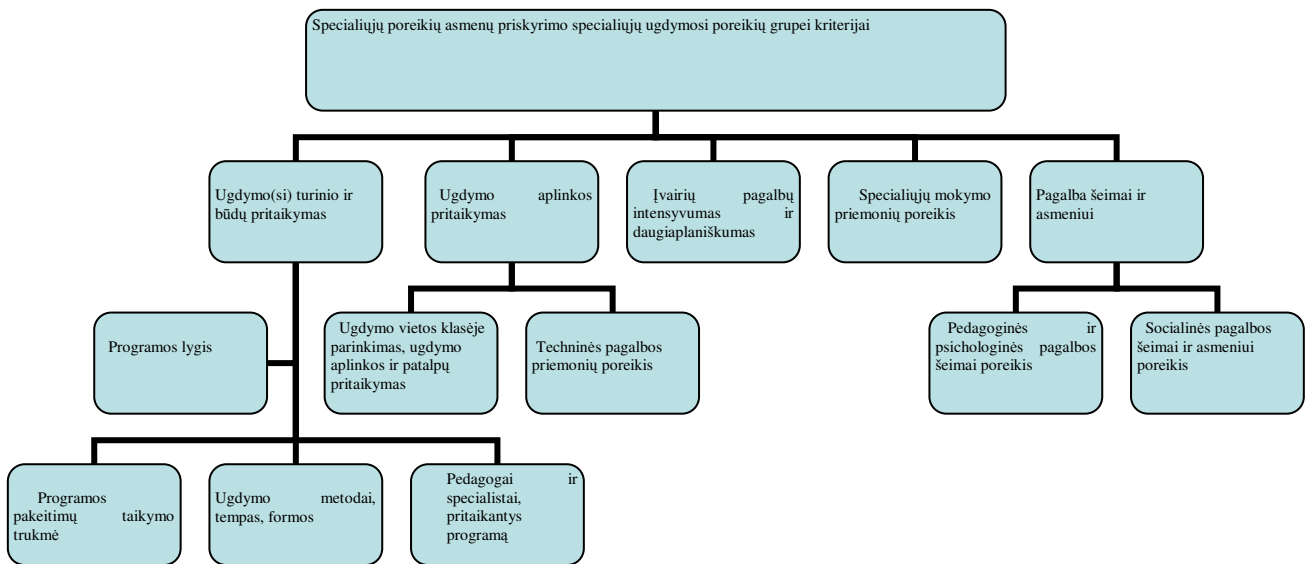 Specialiųjų poreikių asmenų priskyrimo specialiųjų ugdymosi poreikių grupei kriterijai
Ugdymo(si) turinio ir
būdų pritaikymas
Ugdymo aplinkos
pritaikymas
Įvairių pagalbų
intensyvumas ir
daugiaplaniškumas
Specialiųjų mokymo
priemonių poreikis
Pagalba šeimai ir
asmeniui
Programos lygis
Ugdymo vietos klasėje
parinkimas, ugdymo
aplinkos ir patalpų
pritaikymas
Techninės pagalbos
priemonių poreikis
Pedagoginės ir
psichologinės pagalbos
šeimai poreikis
Socialinės pagalbos
šeimai ir asmeniui
poreikis
Programos
pakeitimų taikymo
trukmė
Ugdymo metodai,
tempas, formos
Pedagogai ir
specialistai,
pritaikantys
programą